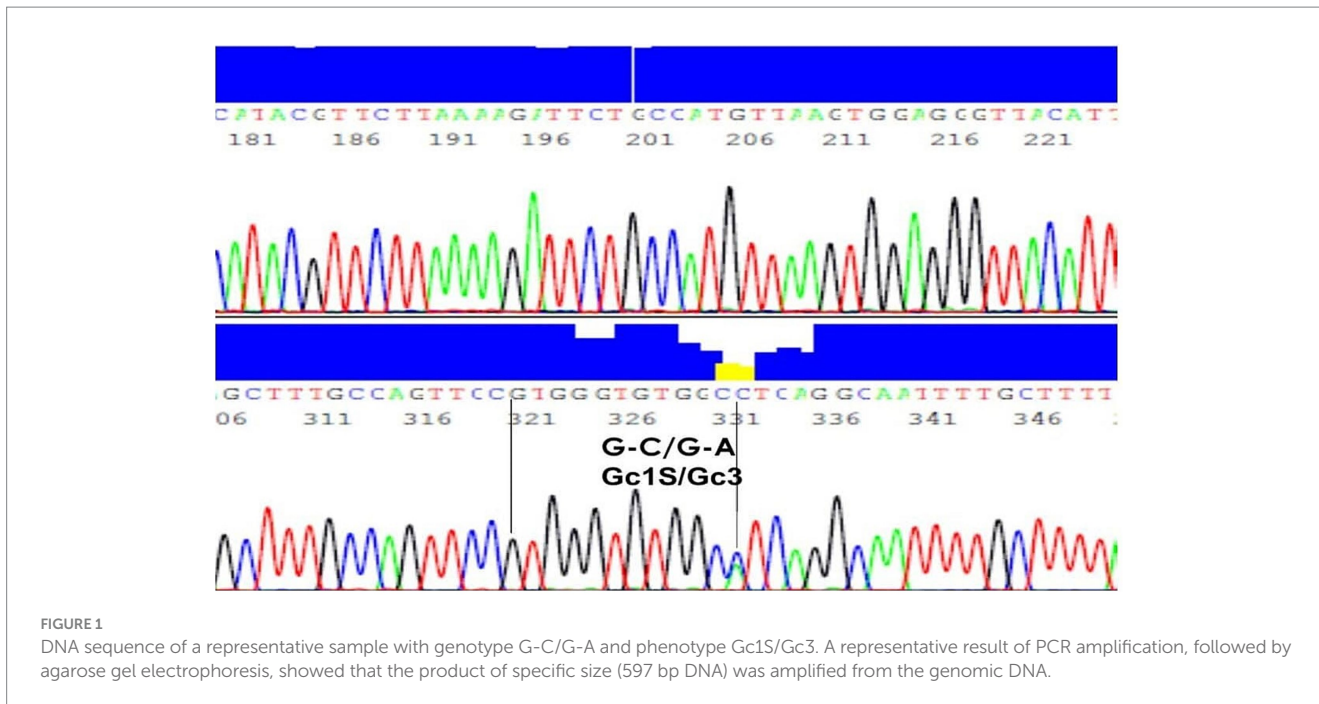 CATACGTTCTTAAAAGATTCTGCCATGTTAAGTGGAGGGTTACATT
181 186 191 196 201 206 211 216 221
GCTTTGCCAGTTCCGTGGGTGTGGCCTCAGGCAATTTTGCTTTT
06 311 316 321 326 331 336 341 346
G-C/G-A
Gc1S/Gc3
FIGURE 1
DNA sequence of a representative sample with genotype G-C/G-A and phenotype Gc1S/Gc3. A representative result of PCR amplification, followed by
agarose gel electrophoresis, showed that the product of specific size (597 bp DNA) was amplified from the genomic DNA.